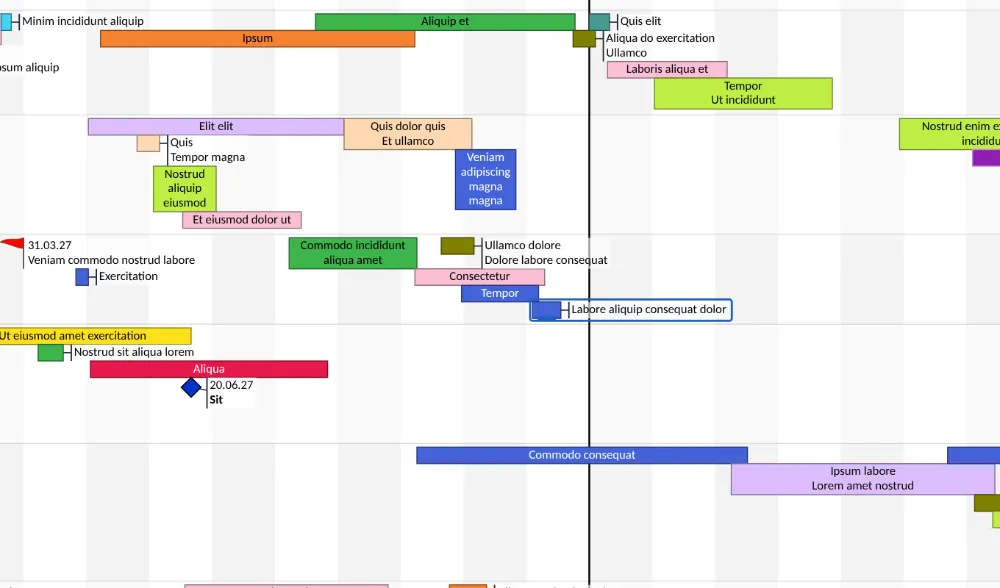 Minim incididunt aliquip
Aliquip et
Quis elit
Ipsum
Aliqua do exercitation
Ullamco
aliquip
Laboris aliqua et
Tempor
Ut incididunt
Elit elit
Quis dolor quis
Et ullamco
Nostrud enim
Quis
Tempor magna
Veniam
adipiscing
magna
magna
Nostrud
aliquip
eiusmod
Et eiusmod dolor ut
31.03.27
Veniam commodo nostrud labore
Commodo incididunt
aliqua amet
Ullamco dolore
Dolore labore consequat
Exercitation
Consectetur
Tempor
Labore aliquip consequat dolor
Ut eiusmod amet exercitation
Nostrud sit aliqua lorem
Aliqua
20.06.27
Sit
Commodo consequat
Ipsum labore
Lorem amet nostrud